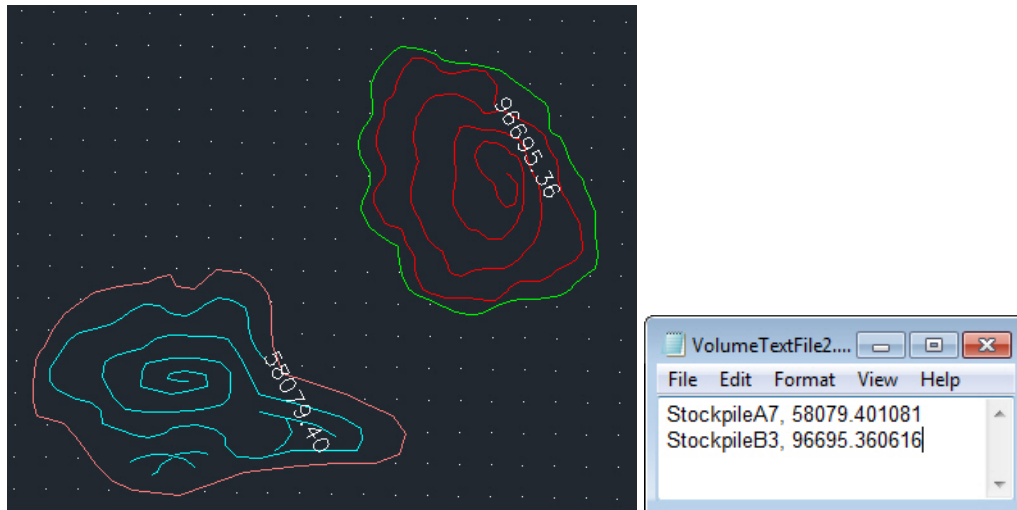 96695.36
58079.40
VolumeTextFile2....
File Edit Format View Help
StockpileA7, 58079.401081
StockpileB3, 96695.360616